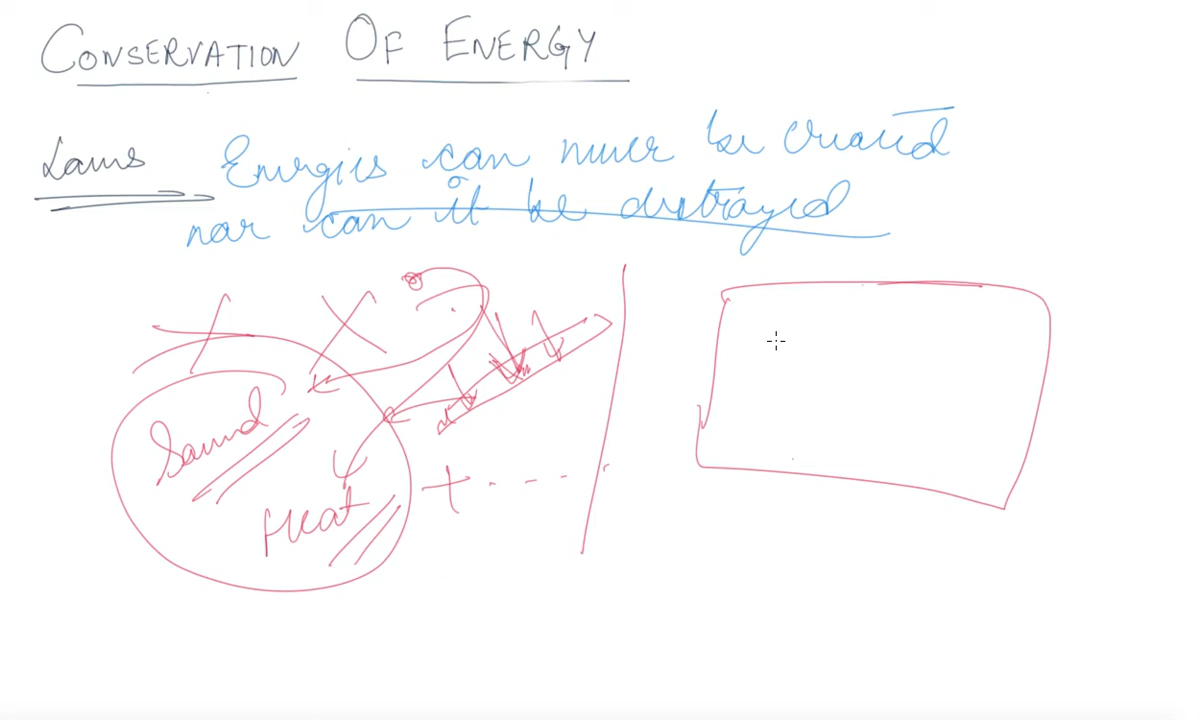 CONSERVATION OF ENERGY
Laws Energies can never be created
nor can it be destroyed
Sound
Heat
+ - - -